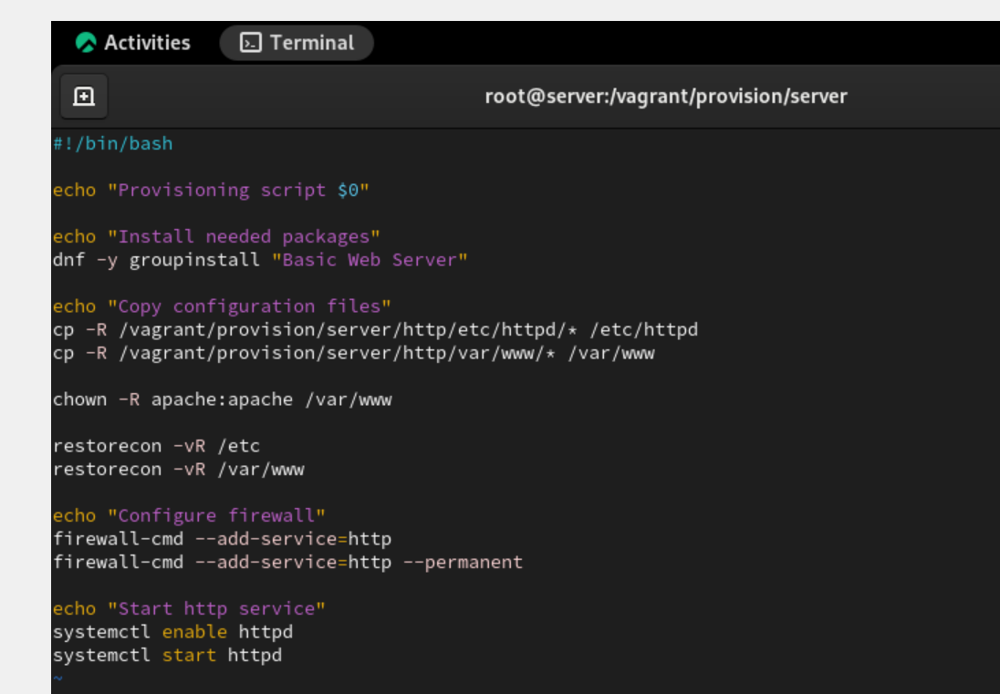 Activities Terminal
root@server:/vagrant/provision/server
#!/bin/bash
echo "Provisioning script $0"
echo "Install needed packages"
dnf -y groupinstall "Basic Web Server"
echo "Copy configuration files"
cp -R /vagrant/provision/server/http/etc/httpd/* /etc/httpd
cp -R /vagrant/provision/server/http/var/www/* /var/www
chown -R apache:apache /var/www
restorecon -vR /etc
restorecon -vR /var/www
echo "Configure firewall"
firewall-cmd --add-service=http
firewall-cmd --add-service=http --permanent
echo "Start http service"
systemctl enable httpd
systemctl start httpd
~